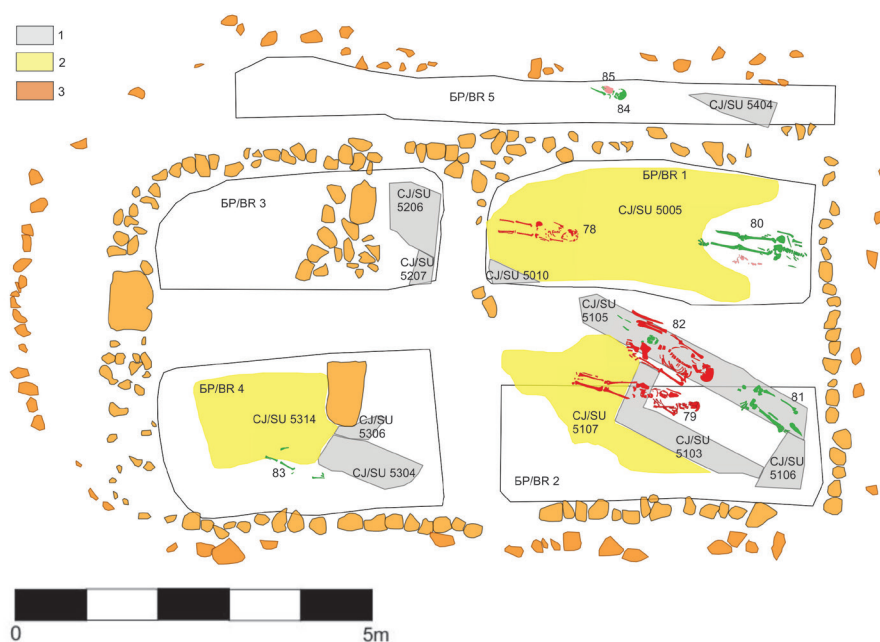 1
2
3
85
БР/BR 5
84
CJ/SU 5404
БР/BR 1
БР/BR 3
CJ/SU
5206
CJ/SU 5005
78
80
CJ/SU
5207
CJ/SU 5010
CJ/SU
5105
82
БР/BR 4
CJ/SU 5314
CJ/SU
5306
CJ/SU 5304
83
CJ/SU
5107
79
81
CJ/SU
5103
CJ/SU
5106
БР/BR 2
0
5m